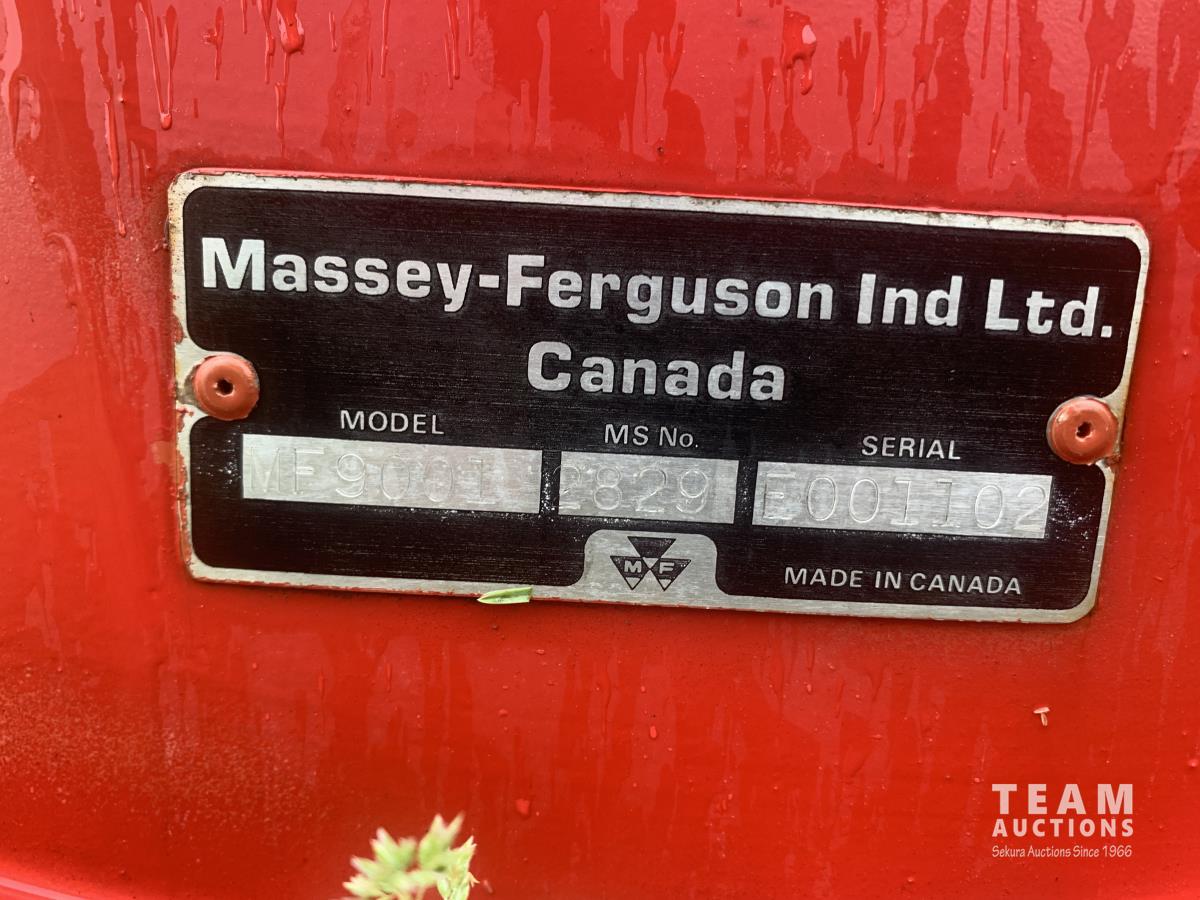 Massey-Ferguson Ind Ltd.
Canada
MODEL MS No. SERIAL
MF9001 2829 E001102
M F
MADE IN CANADA
TEAM
AUCTIONS
Sekura Auctions Since 1966